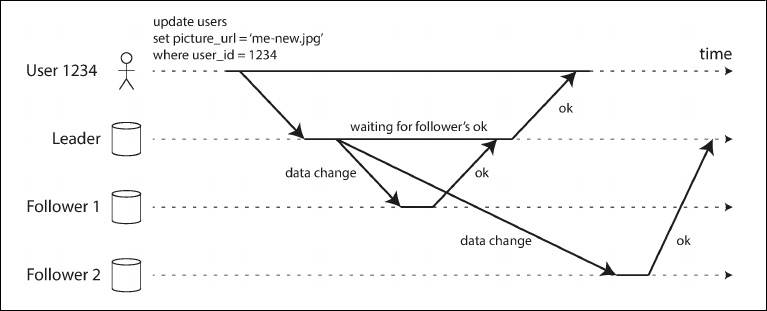 update users
set picture_url = ‘me-new.jpg’
where user_id = 1234
time
User 1234
ok
waiting for follower’s ok
Leader
data change
ok
Follower 1
data change
ok
Follower 2